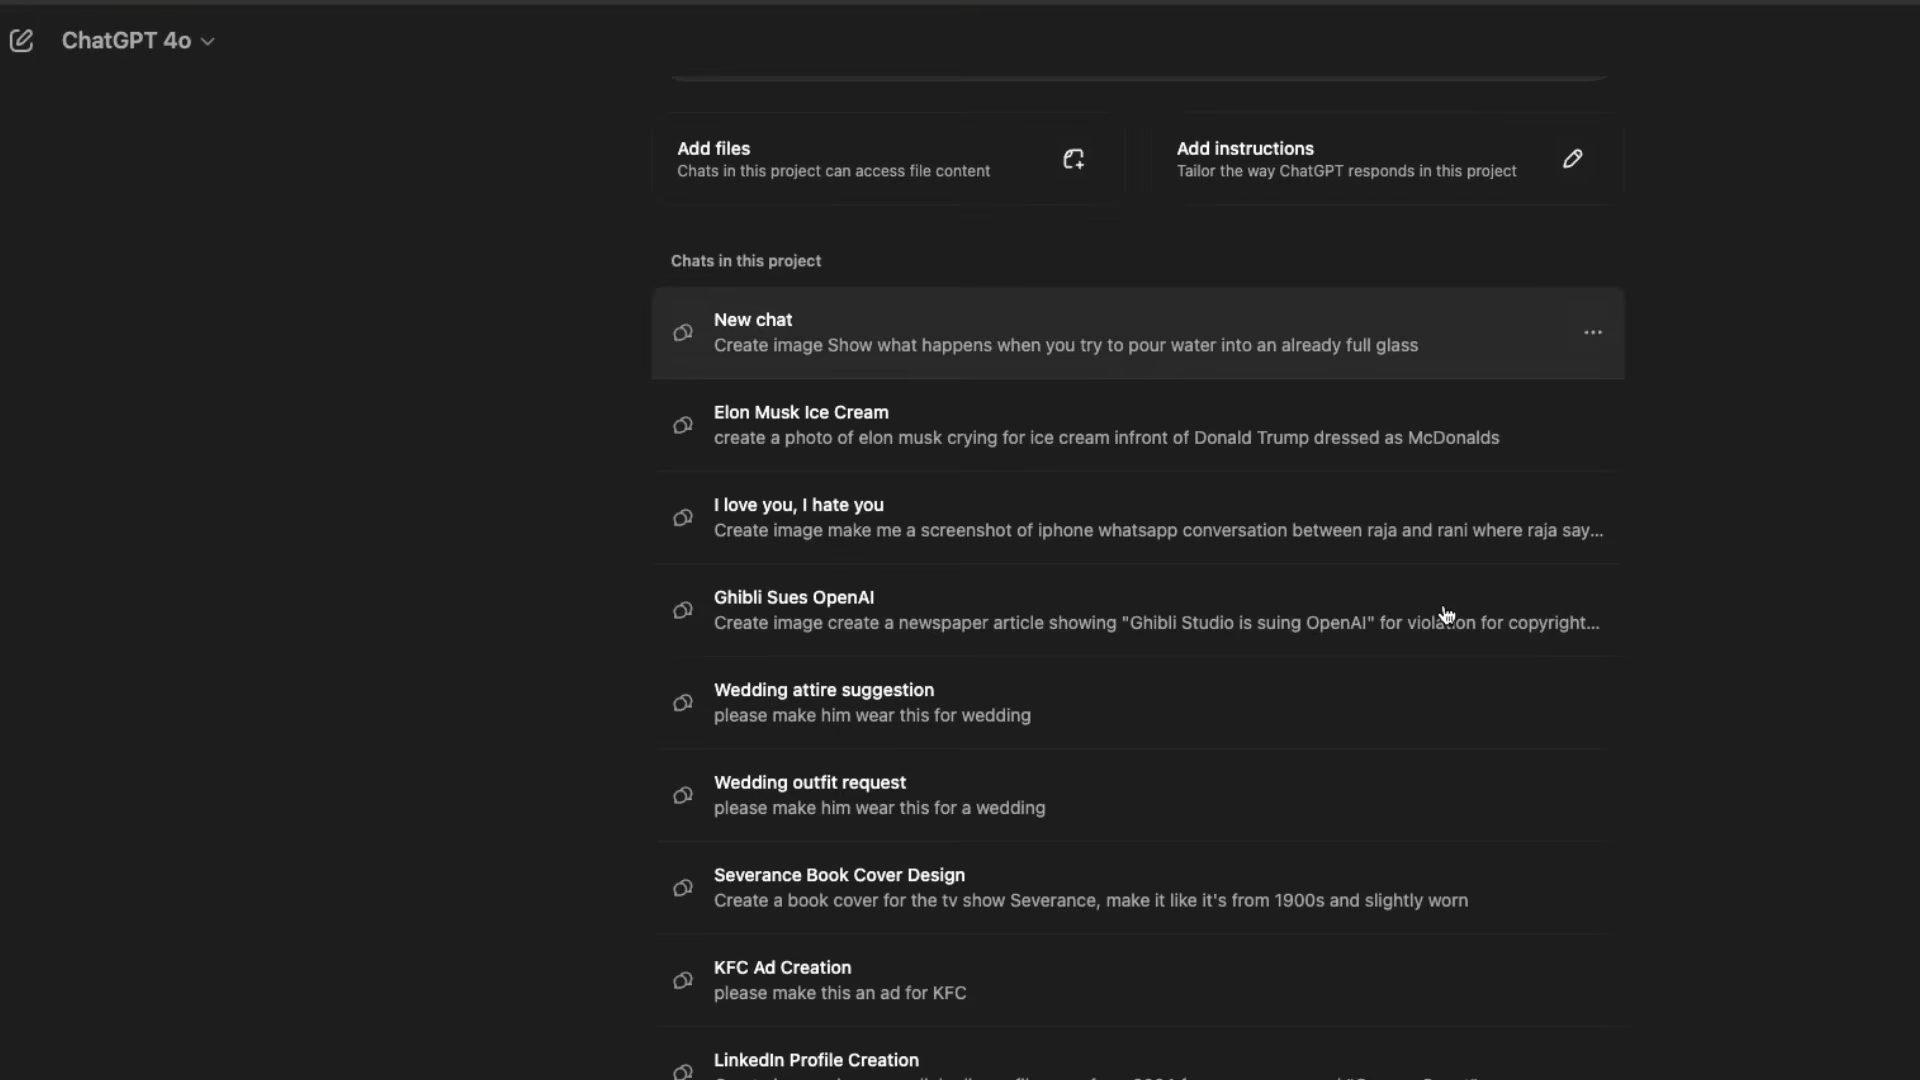 ChatGPT 4o
Add files
Chats in this project can access file content
Add instructions
Tailor the way ChatGPT responds in this project
Chats in this project
New chat
Create image Show what happens when you try to pour water into an already full glass
Elon Musk Ice Cream
create a photo of elon musk crying for ice cream infront of Donald Trump dressed as McDonalds
I love you, I hate you
Create image make me a screenshot of iphone whatsapp conversation between raja and rani where raja say...
Ghibli Sues OpenAI
Create image create a newspaper article showing "Ghibli Studio is suing OpenAI" for violation for copyright...
Wedding attire suggestion
please make him wear this for wedding
Wedding outfit request
please make him wear this for a wedding
Severance Book Cover Design
Create a book cover for the tv show Severance, make it like it's from 1900s and slightly worn
KFC Ad Creation
please make this an ad for KFC
LinkedIn Profile Creation